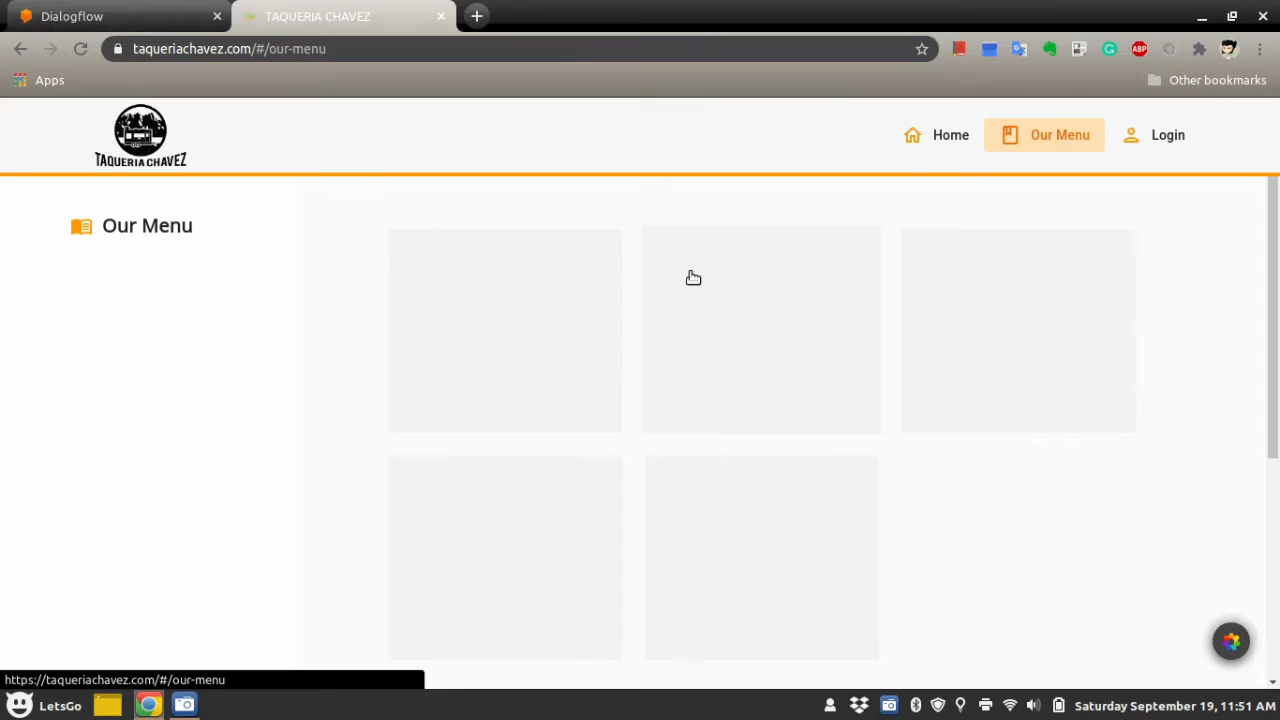 Dialogflow
TAQUERIA CHAVEZ
taqueriachavez.com/#/our-menu
ABP
Apps
Other bookmarks
TAQUERIA CHAVEZ
Home
Our Menu
Login
Our Menu
https://taqueriachavez.com/#/our-menu
LetsGo
Saturday September 19, 11:51 AM